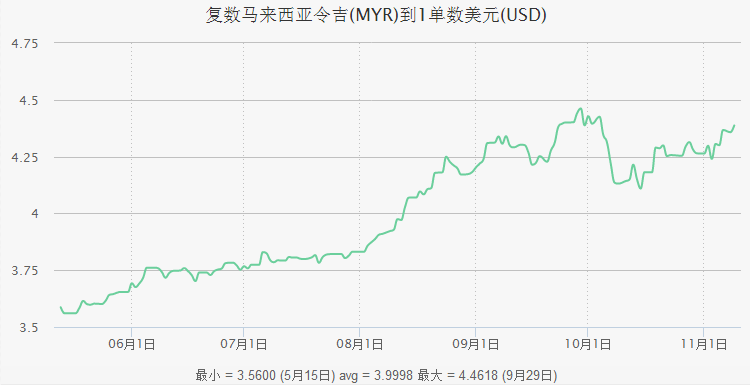 复数马来西亚令吉(MYR)到1单数美元(USD)
4.75
4.5
4.25
4
3.75
3.5
06月1日 07月1日 08月1日 09月1日 10月1日 11月1日
最小 = 3.5600 (5月15日) avg = 3.9998 最大 = 4.4618 (9月29日)